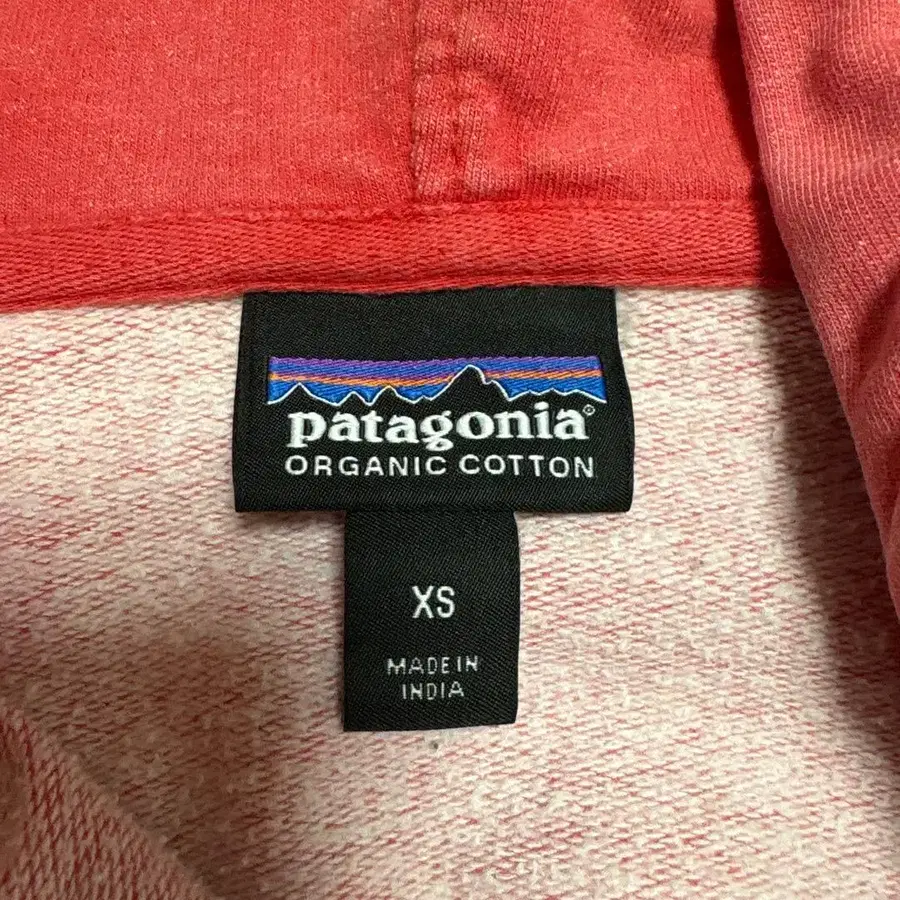 patagonia®
ORGANIC COTTON
XS
MADE IN
INDIA